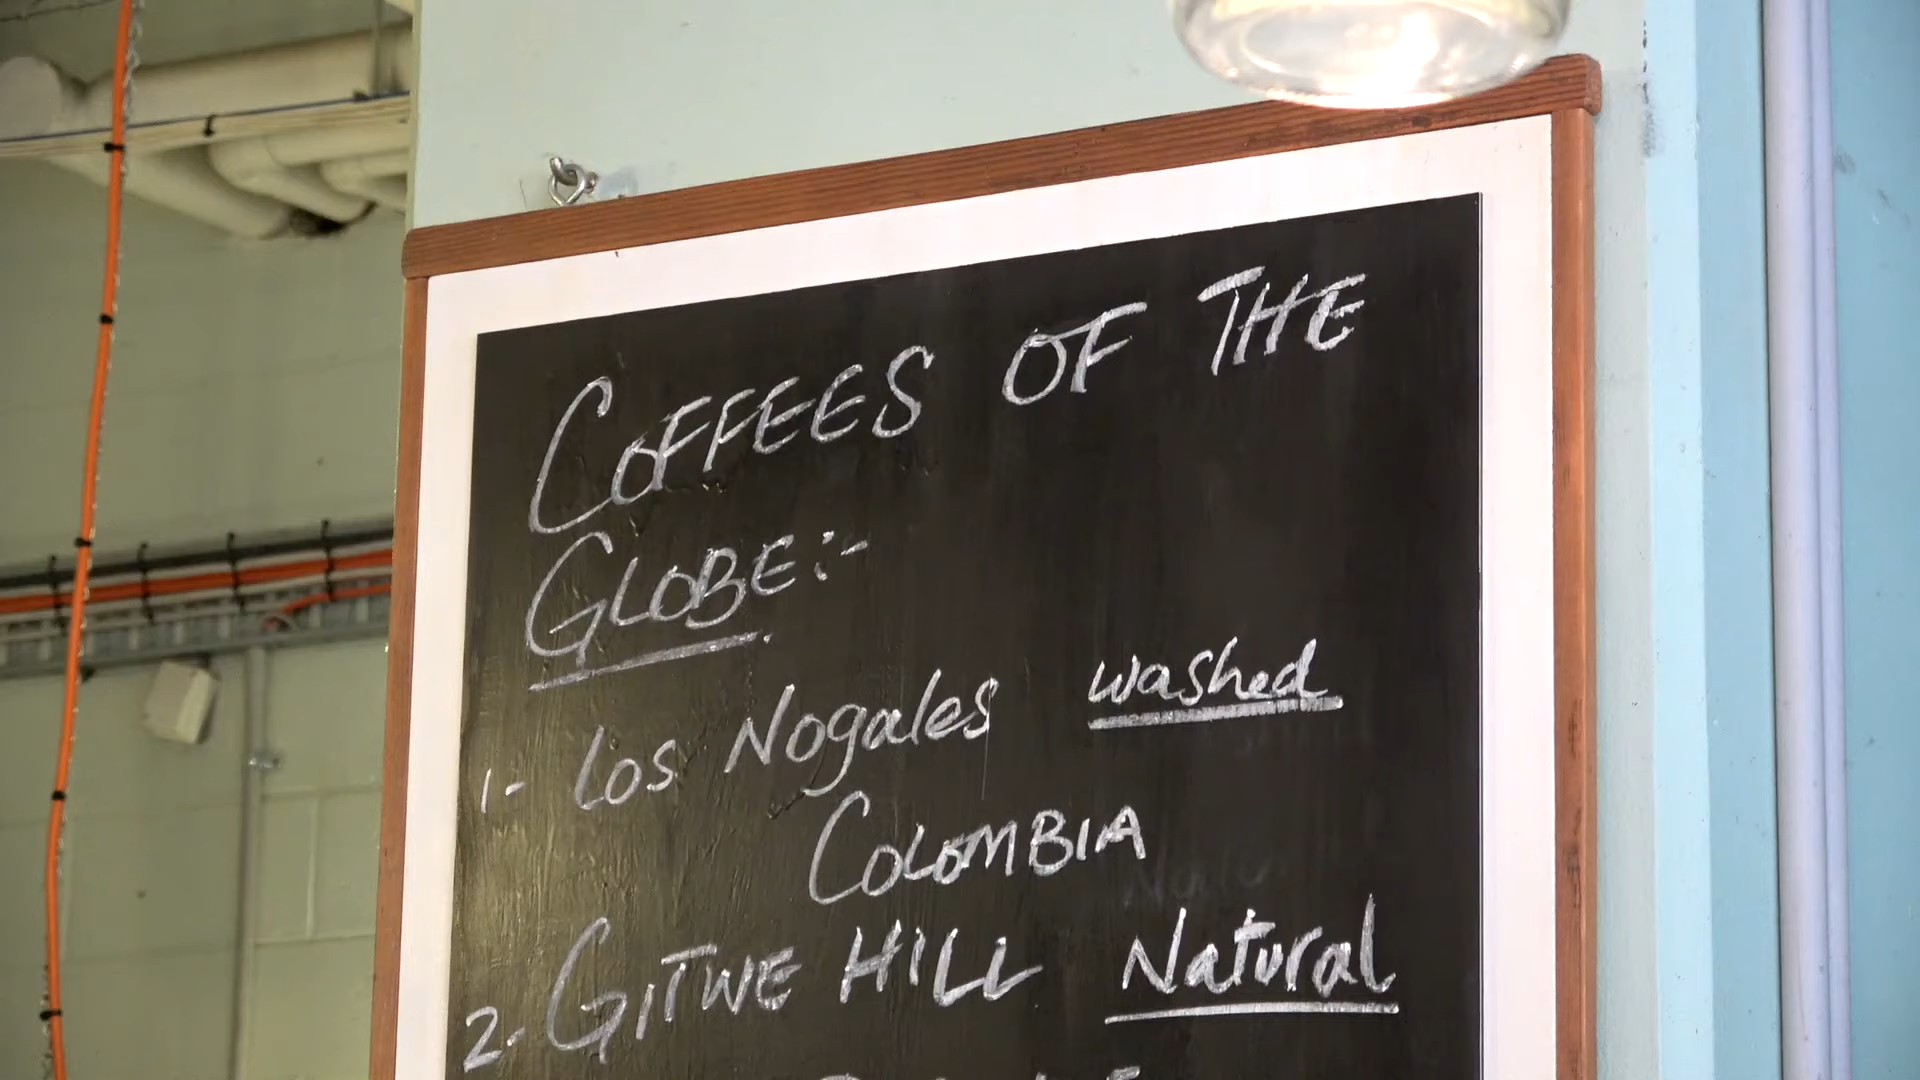 COFFEES OF THE
GLOBE:-
1- Los Nogales washed
COLOMBIA
2. GITWE HILL Natural